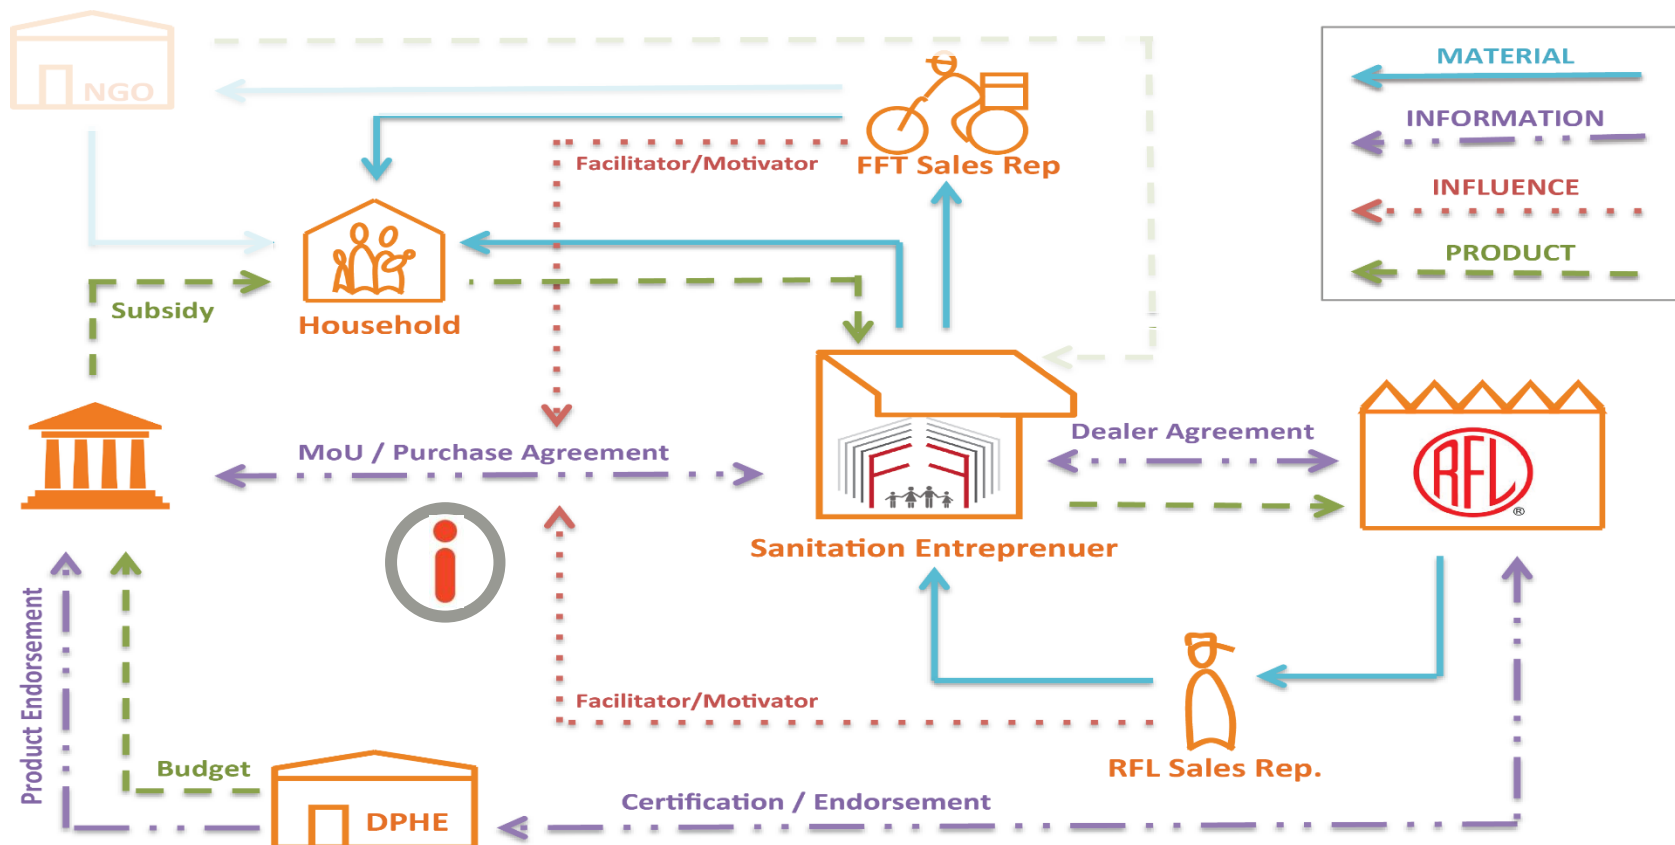 NGO
MATERIAL
INFORMATION
INFLUENCE
PRODUCT
Facilitator/Motivator
FFT Sales Rep
Subsidy
Household
MoU / Purchase Agreement
Dealer Agreement
RFL
®
Sanitation Entreprenuer
Product Endorsement
Facilitator/Motivator
Budget
RFL Sales Rep.
Certification / Endorsement
DPHE